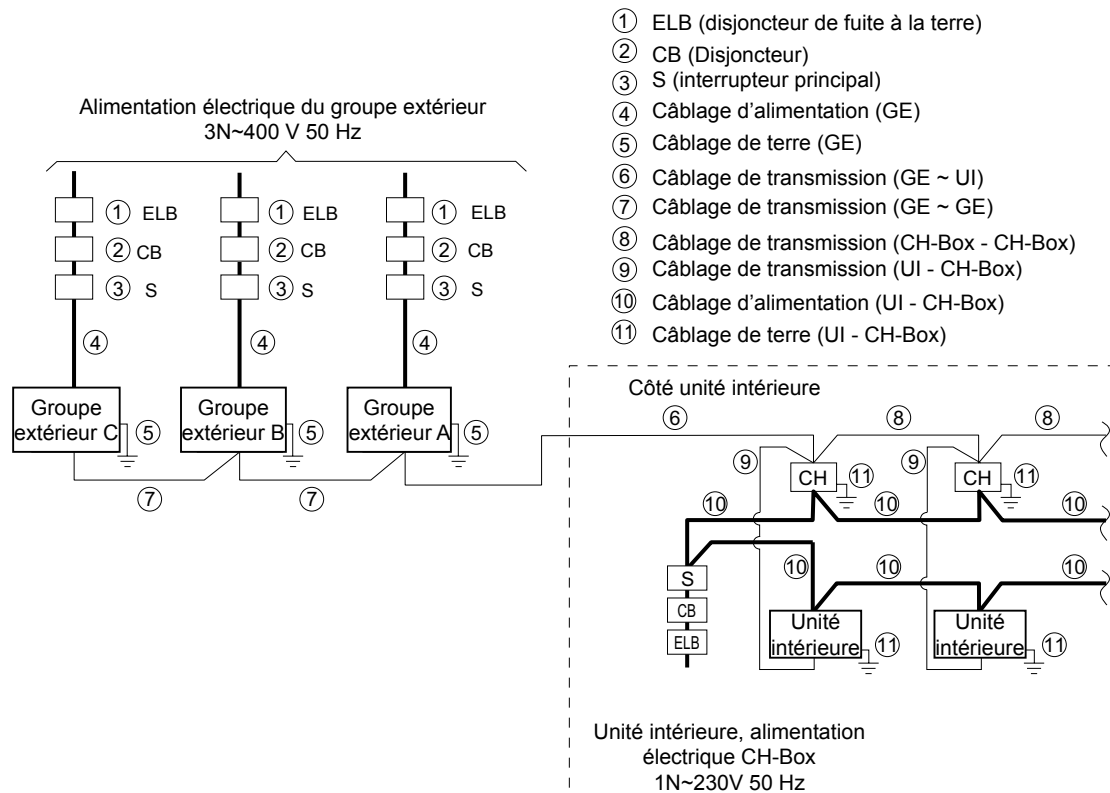 ① ELB (disjoncteur de fuite à la terre)
② CB (Disjoncteur)
③ S (interrupteur principal)
④ Câblage d'alimentation (GE)
⑤ Câblage de terre (GE)
⑥ Câblage de transmission (GE ~ UI)
⑦ Câblage de transmission (GE ~ GE)
⑧ Câblage de transmission (CH-Box - CH-Box)
⑨ Câblage de transmission (UI - CH-Box)
⑩ Câblage d'alimentation (UI - CH-Box)
⑪ Câblage de terre (UI - CH-Box)
Alimentation électrique du groupe extérieur
3N~400 V 50 Hz
① ELB ① ELB ① ELB
② CB ② CB ② CB
③ S ③ S ③ S
④ ④ ④
Groupe
extérieur C
⑤
Groupe
extérieur B
⑤
Groupe
extérieur A
⑤
⑦ ⑦
Côté unité intérieure
⑥ ⑧ ⑧
⑨ CH ⑪ ⑨ CH ⑪
⑩ ⑩ ⑩
S
CB
ELB
⑩ ⑩ ⑩
Unité
intérieure
⑪
Unité
intérieure
⑪
Unité intérieure, alimentation
électrique CH-Box
1N~230V 50 Hz